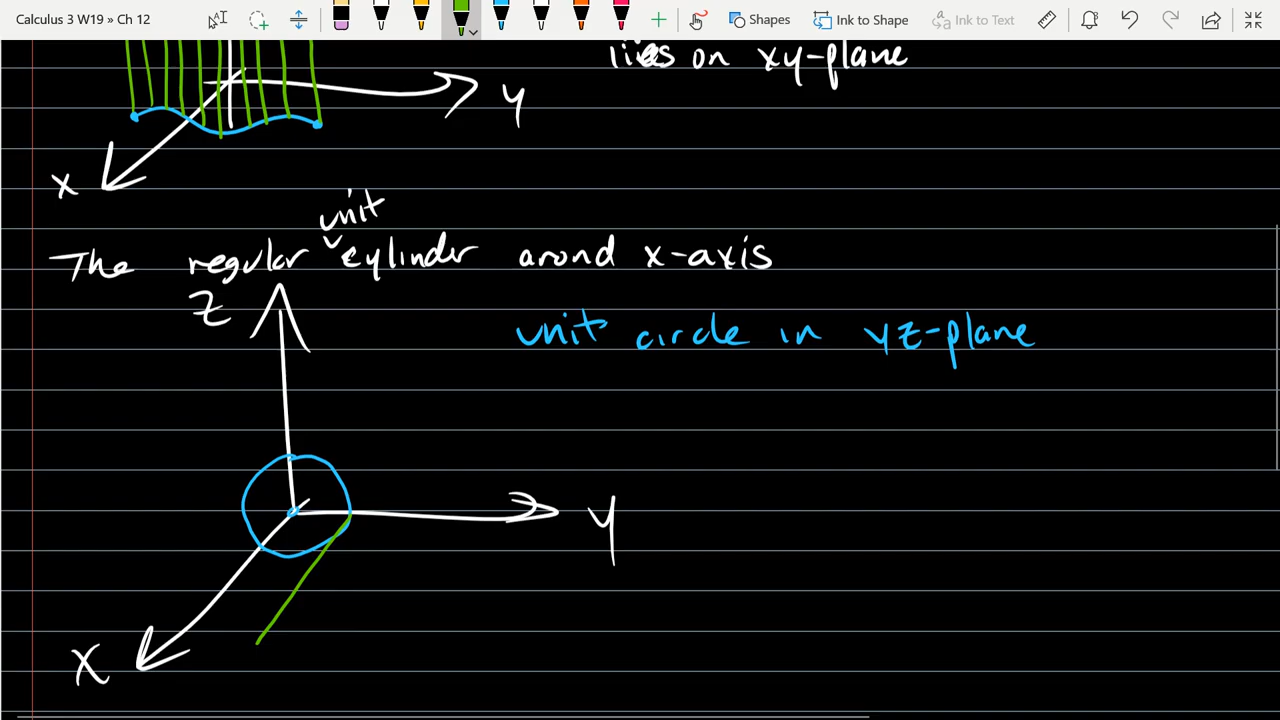 Calculus 3 W19 » Ch 12
Shapes
Ink to Shape
Ink to Text
lies on xy-plane
y
x
unit
The regular cylinder arond x-axis
z
unit circle in yz-plane
y
x